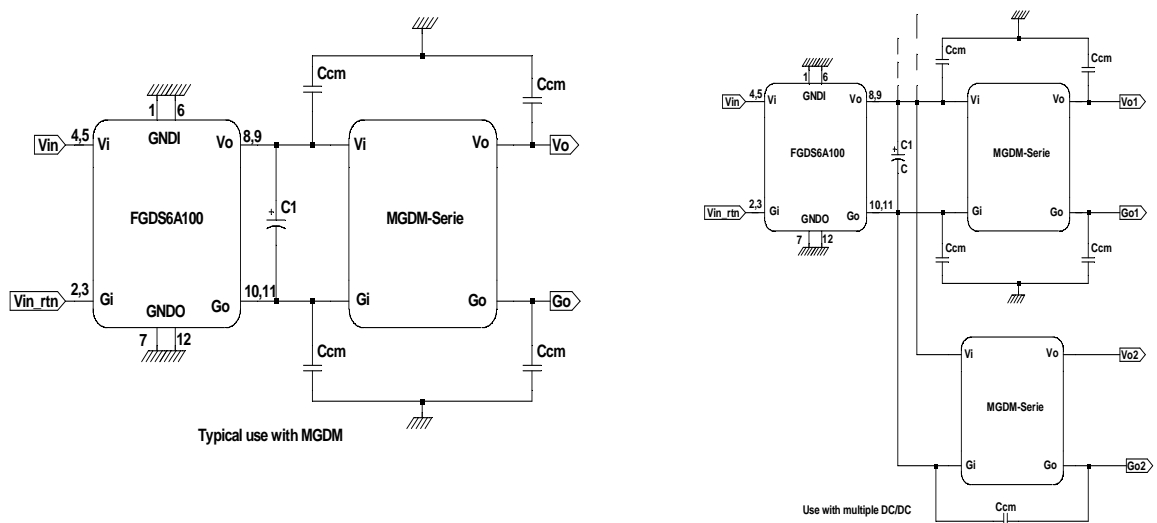 Ccm
Ccm
1 6
GNDI
Vin 4,5 Vi Vo 8,9 Vi Vo Vo
FGDS6A100
+ C1
MGDM-Serie
Vin_rtn 2,3 Gi Go 10,11 Gi Go Go
GNDO
7 12
Ccm
Ccm
Typical use with MGDM
Ccm
Ccm
1 6
GNDI
Vin 4,5 Vi Vo 8,9 Vi Vo Vo1
FGDS6A100
+ C1
C
MGDM-Serie
Vin_rtn 2,3 Gi Go 10,11 Gi Go Go1
GNDO
7 12
Ccm
Ccm
Vi Vo Vo2
MGDM-Serie
Gi Go Go2
Ccm
Use with multiple DC/DC